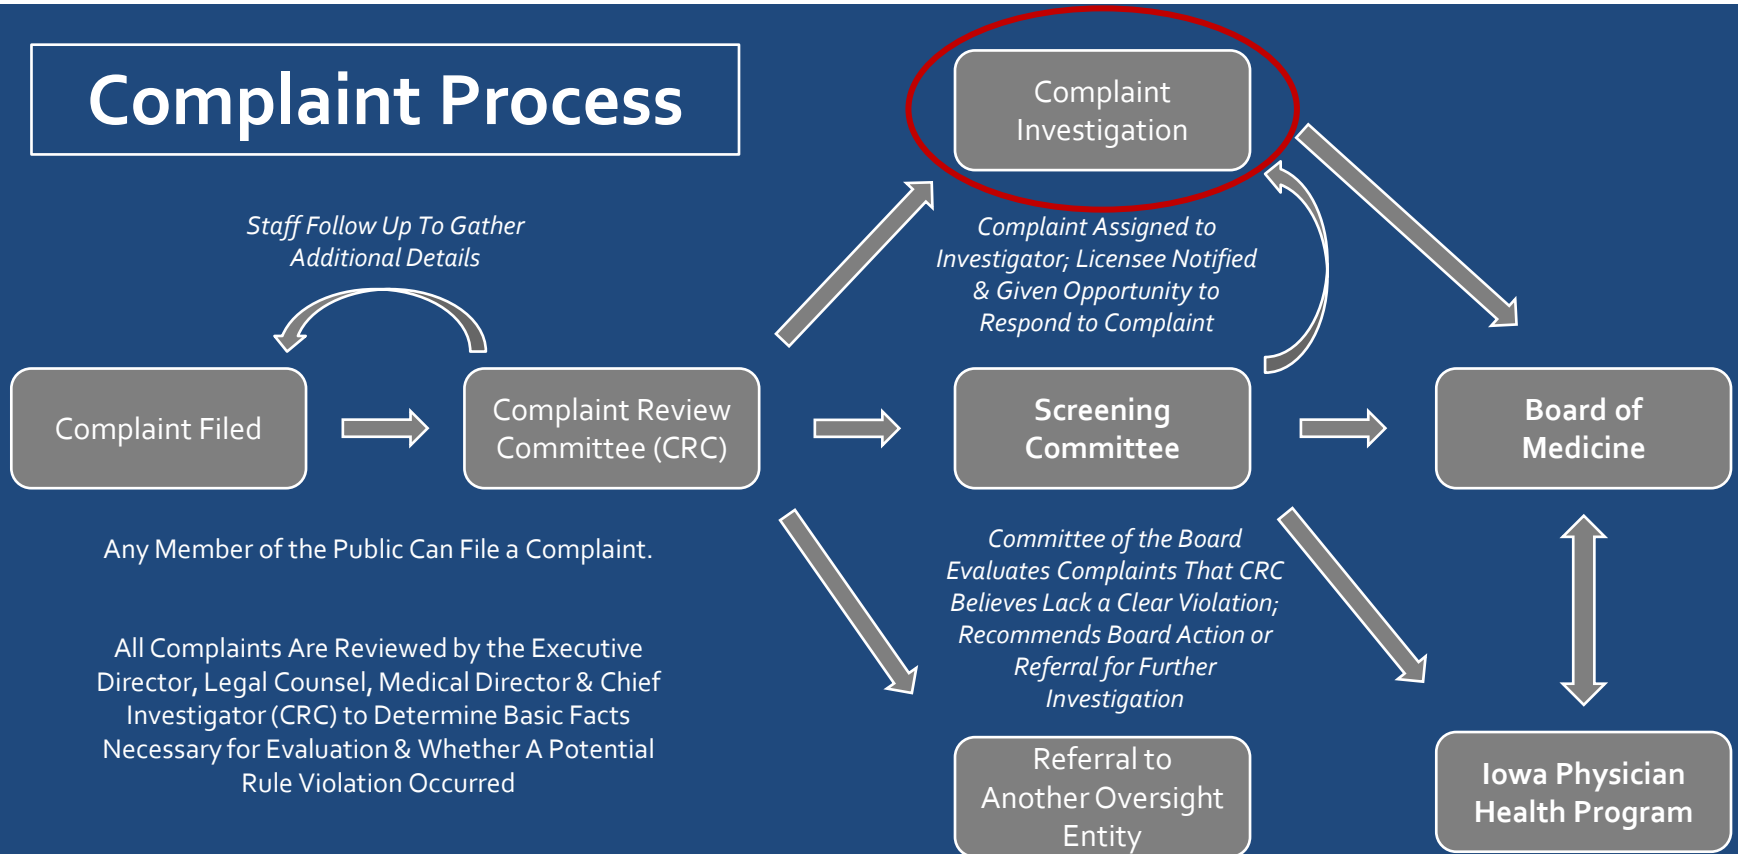 Complaint Process
Complaint
Investigation
Staff Follow Up To Gather
Additional Details
Complaint Assigned to
Investigator; Licensee Notified
& Given Opportunity to
Respond to Complaint
Complaint Filed
Complaint Review
Committee (CRC)
Screening
Committee
Board of
Medicine
Any Member of the Public Can File a Complaint.
All Complaints Are Reviewed by the Executive
Director, Legal Counsel, Medical Director & Chief
Investigator (CRC) to Determine Basic Facts
Necessary for Evaluation & Whether A Potential
Rule Violation Occurred
Committee of the Board
Evaluates Complaints That CRC
Believes Lack a Clear Violation;
Recommends Board Action or
Referral for Further
Investigation
Referral to
Another Oversight
Entity
Iowa Physician
Health Program